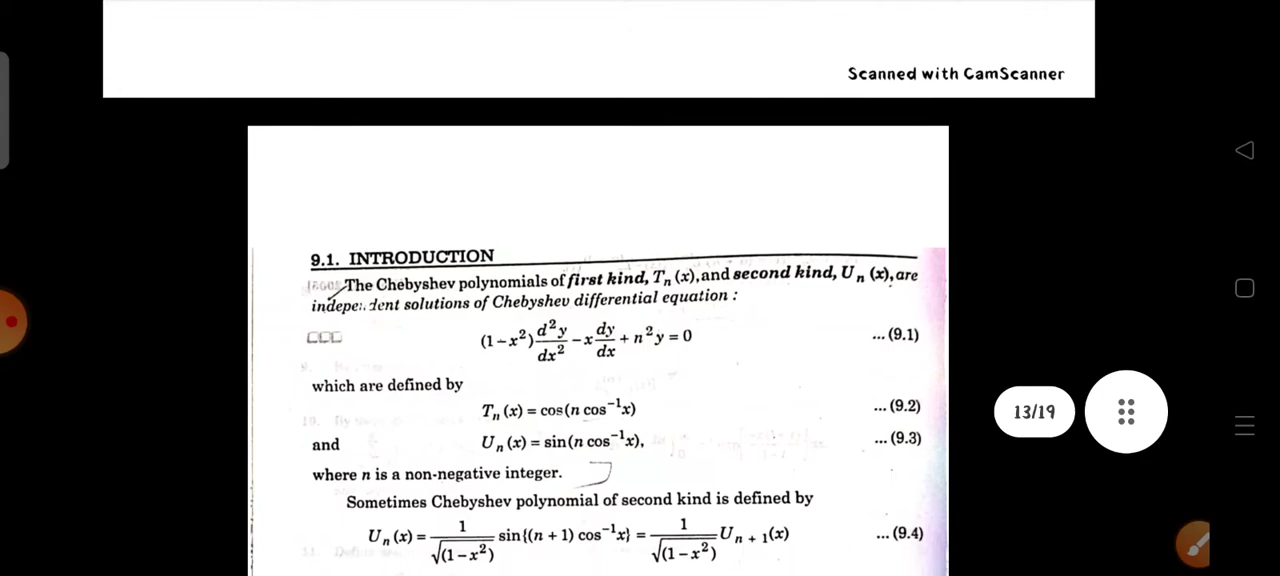 Scanned with CamScanner
9.1. INTRODUCTION
The Chebyshev polynomials of first kind, Tₙ (x), and second kind, U ₙ (x), are
indepe dent solutions of Chebyshev differential equation :
(1 − x²) d²y/dx² − x dy/dx + n²y = 0 ... (9.1)
which are defined by
Tₙ (x) = cos(n cos⁻¹x) ... (9.2)
and Uₙ (x) = sin(n cos⁻¹x), ... (9.3)
where n is a non-negative integer.
Sometimes Chebyshev polynomial of second kind is defined by
Uₙ (x) = 1/√(1 − x²) sin{(n + 1) cos⁻¹x} = 1/√(1 − x²) Uₙ ₊ ₁(x) ... (9.4)
13/19